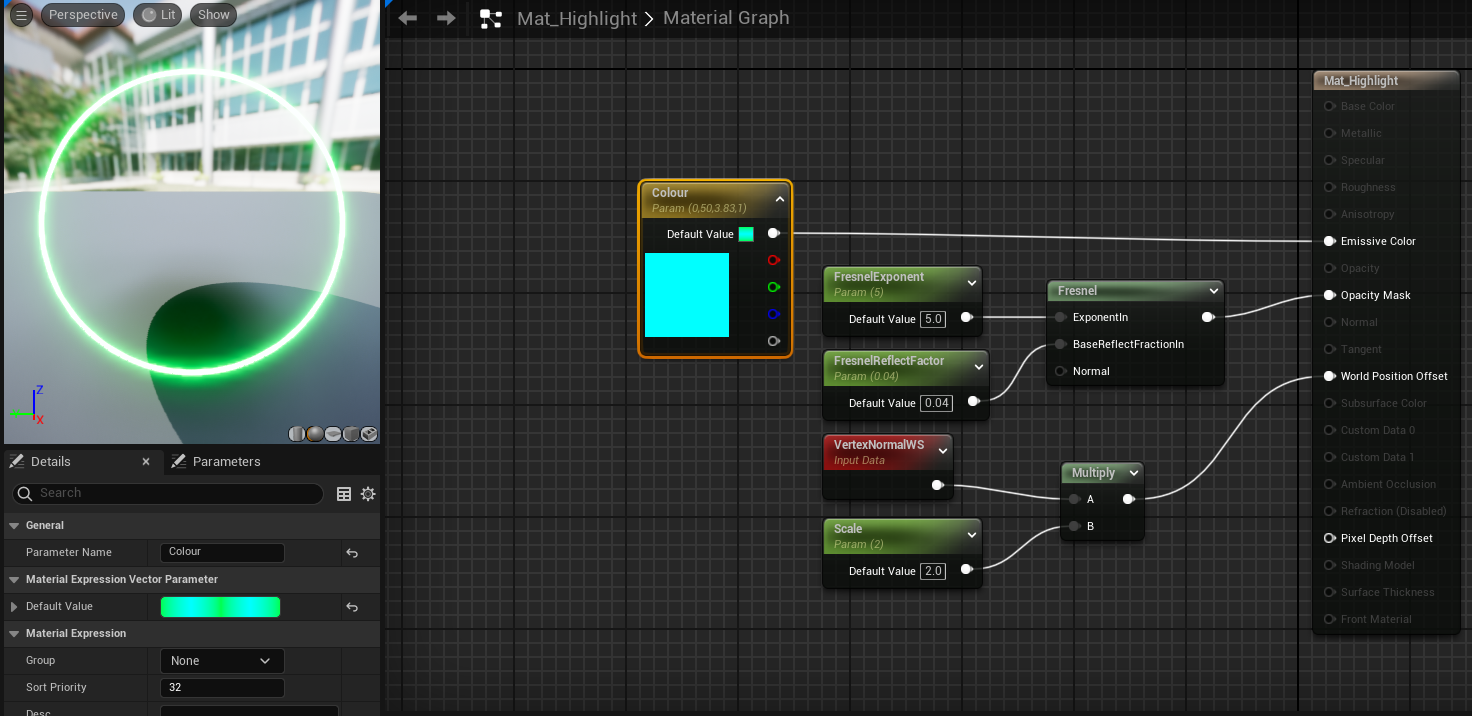 Perspective
Lit
Show
Mat_Highlight
Material Graph
Z
X
Details
Parameters
Search
General
Parameter Name
Colour
Material Expression Vector Parameter
Default Value
Material Expression
Group
None
Sort Priority
32
Desc
Colour
Param (0,50,3.83,1)
Default Value
FresnelExponent
Param (5)
Default Value 5.0
FresnelReflectFactor
Param (0.04)
Default Value 0.04
VertexNormalWS
Input Data
Scale
Param (2)
Default Value 2.0
Fresnel
ExponentIn
BaseReflectFractionIn
Normal
Multiply
A
B
Mat_Highlight
Base Color
Metallic
Specular
Roughness
Anisotropy
Emissive Color
Opacity
Opacity Mask
Normal
Tangent
World Position Offset
Subsurface Color
Custom Data 0
Custom Data 1
Ambient Occlusion
Refraction (Disabled)
Pixel Depth Offset
Shading Model
Surface Thickness
Front Material